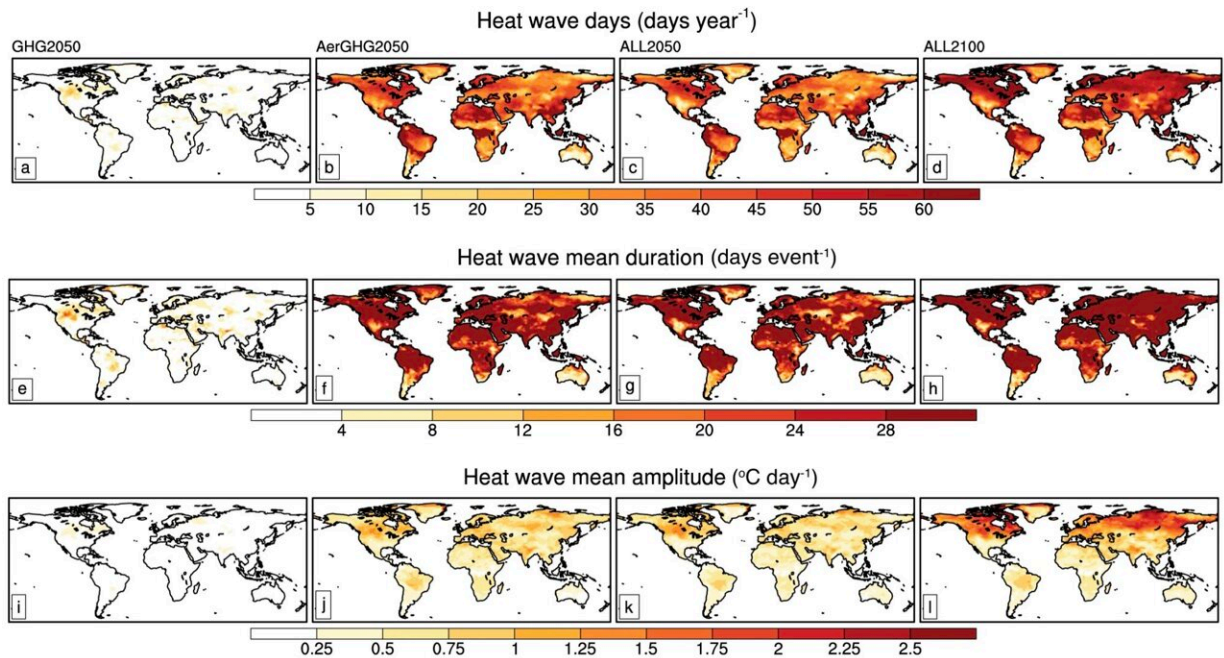 Heat wave days (days year⁻¹)
GHG2050 AerGHG2050 ALL2050 ALL2100
a b c d
5 10 15 20 25 30 35 40 45 50 55 60
Heat wave mean duration (days event⁻¹)
e f g h
4 8 12 16 20 24 28
Heat wave mean amplitude (°C day⁻¹)
i j k l
0.25 0.5 0.75 1 1.25 1.5 1.75 2 2.25 2.5